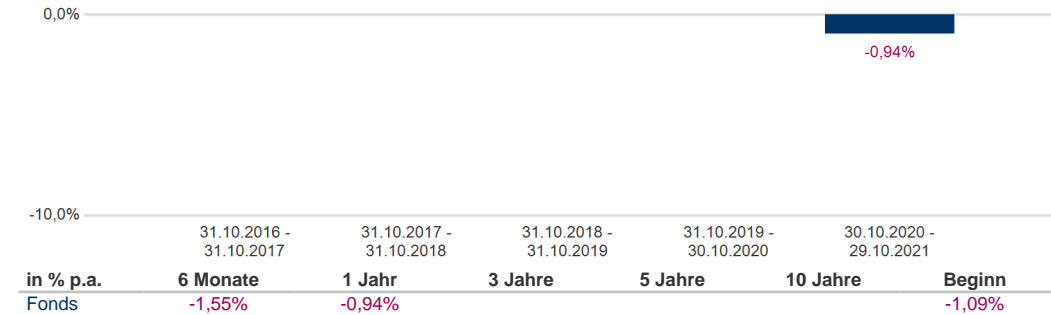 0,0%
-0,94%
-10,0%
31.10.2016 - 31.10.2017 - 31.10.2018 - 31.10.2019 - 30.10.2020 -
31.10.2017 31.10.2018 31.10.2019 30.10.2020 29.10.2021
in % p.a. 6 Monate 1 Jahr 3 Jahre 5 Jahre 10 Jahre Beginn
Fonds -1,55% -0,94% -1,09%